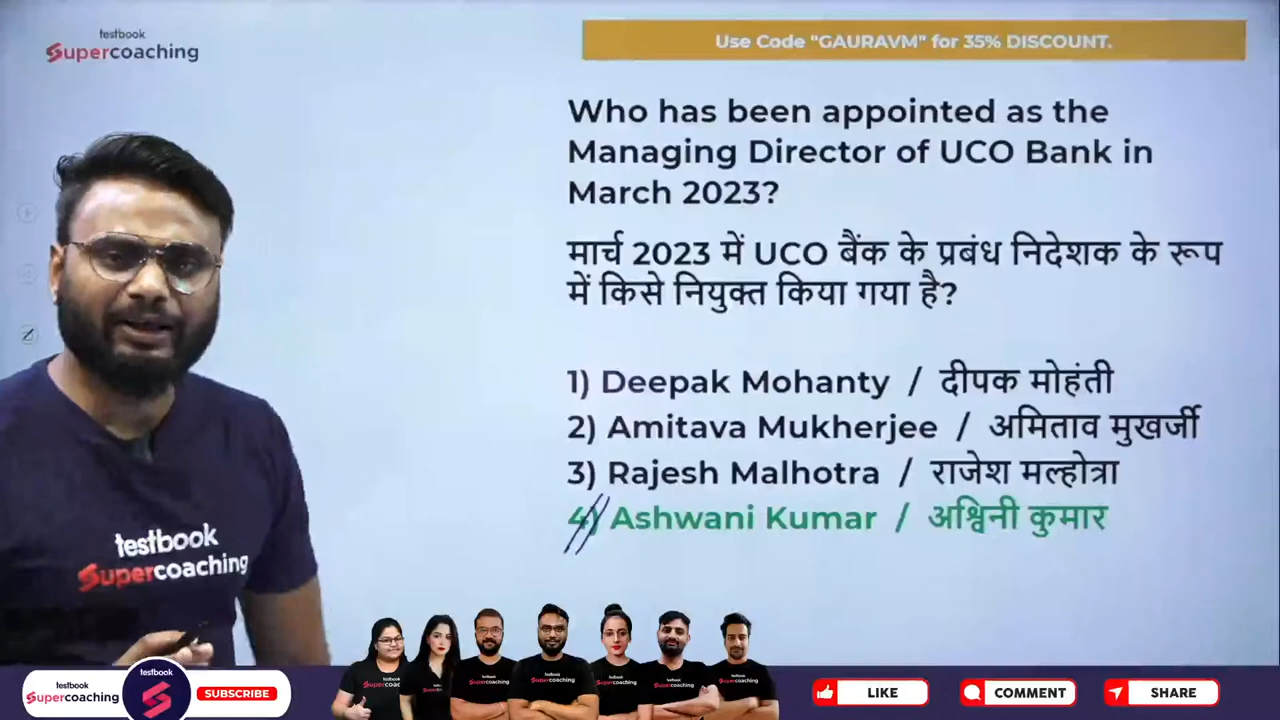 testbook
Supercoaching
Use Code "GAURAVM" for 35% DISCOUNT.
Who has been appointed as the
Managing Director of UCO Bank in
March 2023?
मार्च 2023 में UCO बैंक के प्रबंध निदेशक के रूप
में किसे नियुक्त किया गया है?
1) Deepak Mohanty / दीपक मोहंती
2) Amitava Mukherjee / अमिताव मुखर्जी
3) Rajesh Malhotra / राजेश मल्होत्रा
4) Ashwani Kumar / अश्विनी कुमार
testbook
Supercoaching
testbook
Supercoaching
testbook
SUBSCRIBE
LIKE
COMMENT
SHARE